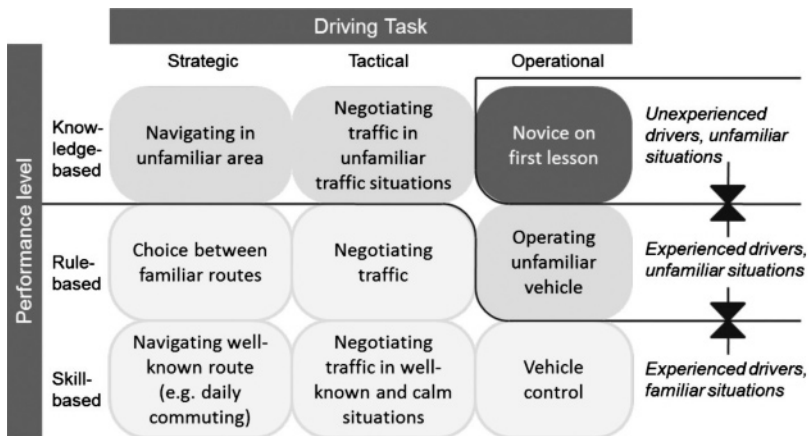 Driving Task
Strategic
Tactical
Operational
Performance level
Know-
ledge-
based
Navigating in
unfamiliar area
Negotiating
traffic in
unfamiliar
traffic situations
Novice on
first lesson
Unexperienced
drivers, unfamiliar
situations
Rule-
based
Choice between
familiar routes
Negotiating
traffic
Operating
unfamiliar
vehicle
Experienced drivers,
unfamiliar situations
Skill-
based
Navigating well-
known route
(e.g. daily
commuting)
Negotiating
traffic in well-
known and calm
situations
Vehicle
control
Experienced drivers,
familiar situations